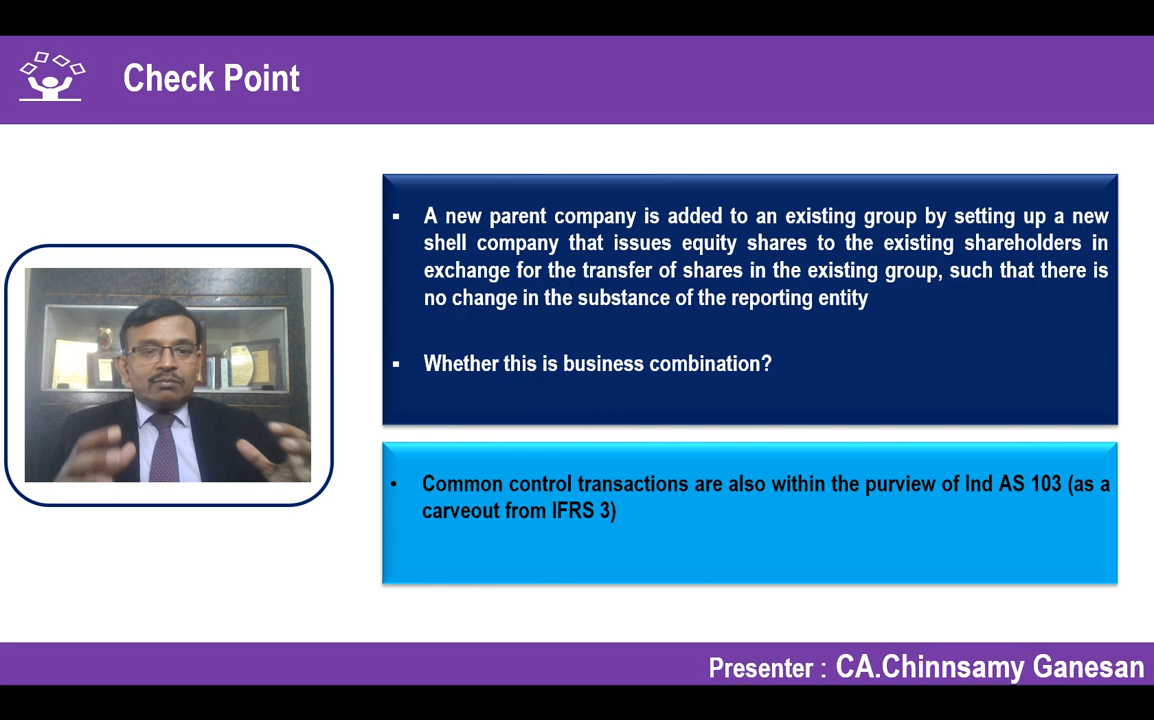 Check Point
▪ A new parent company is added to an existing group by setting up a new
shell company that issues equity shares to the existing shareholders in
exchange for the transfer of shares in the existing group, such that there is
no change in the substance of the reporting entity
▪ Whether this is business combination?
• Common control transactions are also within the purview of Ind AS 103 (as a
carveout from IFRS 3)
Presenter : CA.Chinnsamy Ganesan